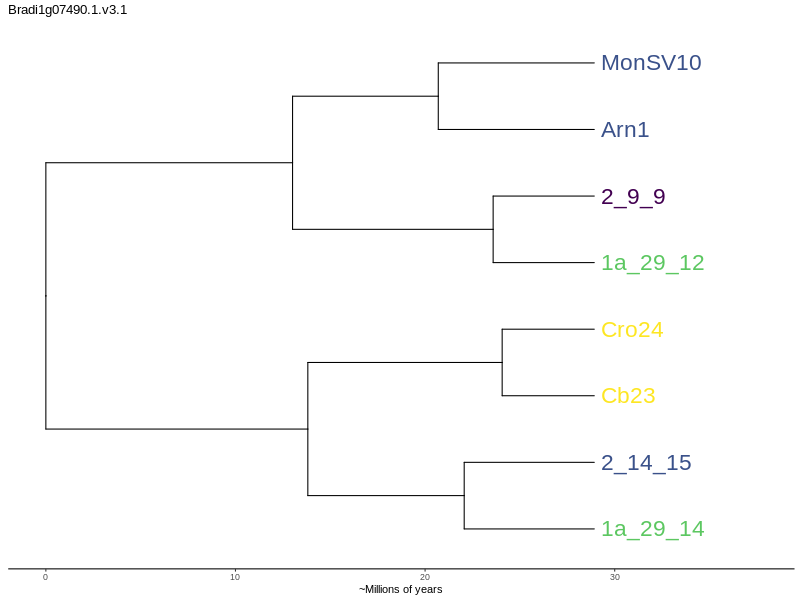 Bradi1g07490.1.v3.1
MonSV10
Arn1
2_9_9
1a_29_12
Cro24
Cb23
2_14_15
1a_29_14
0 10 20 30
~Millions of years